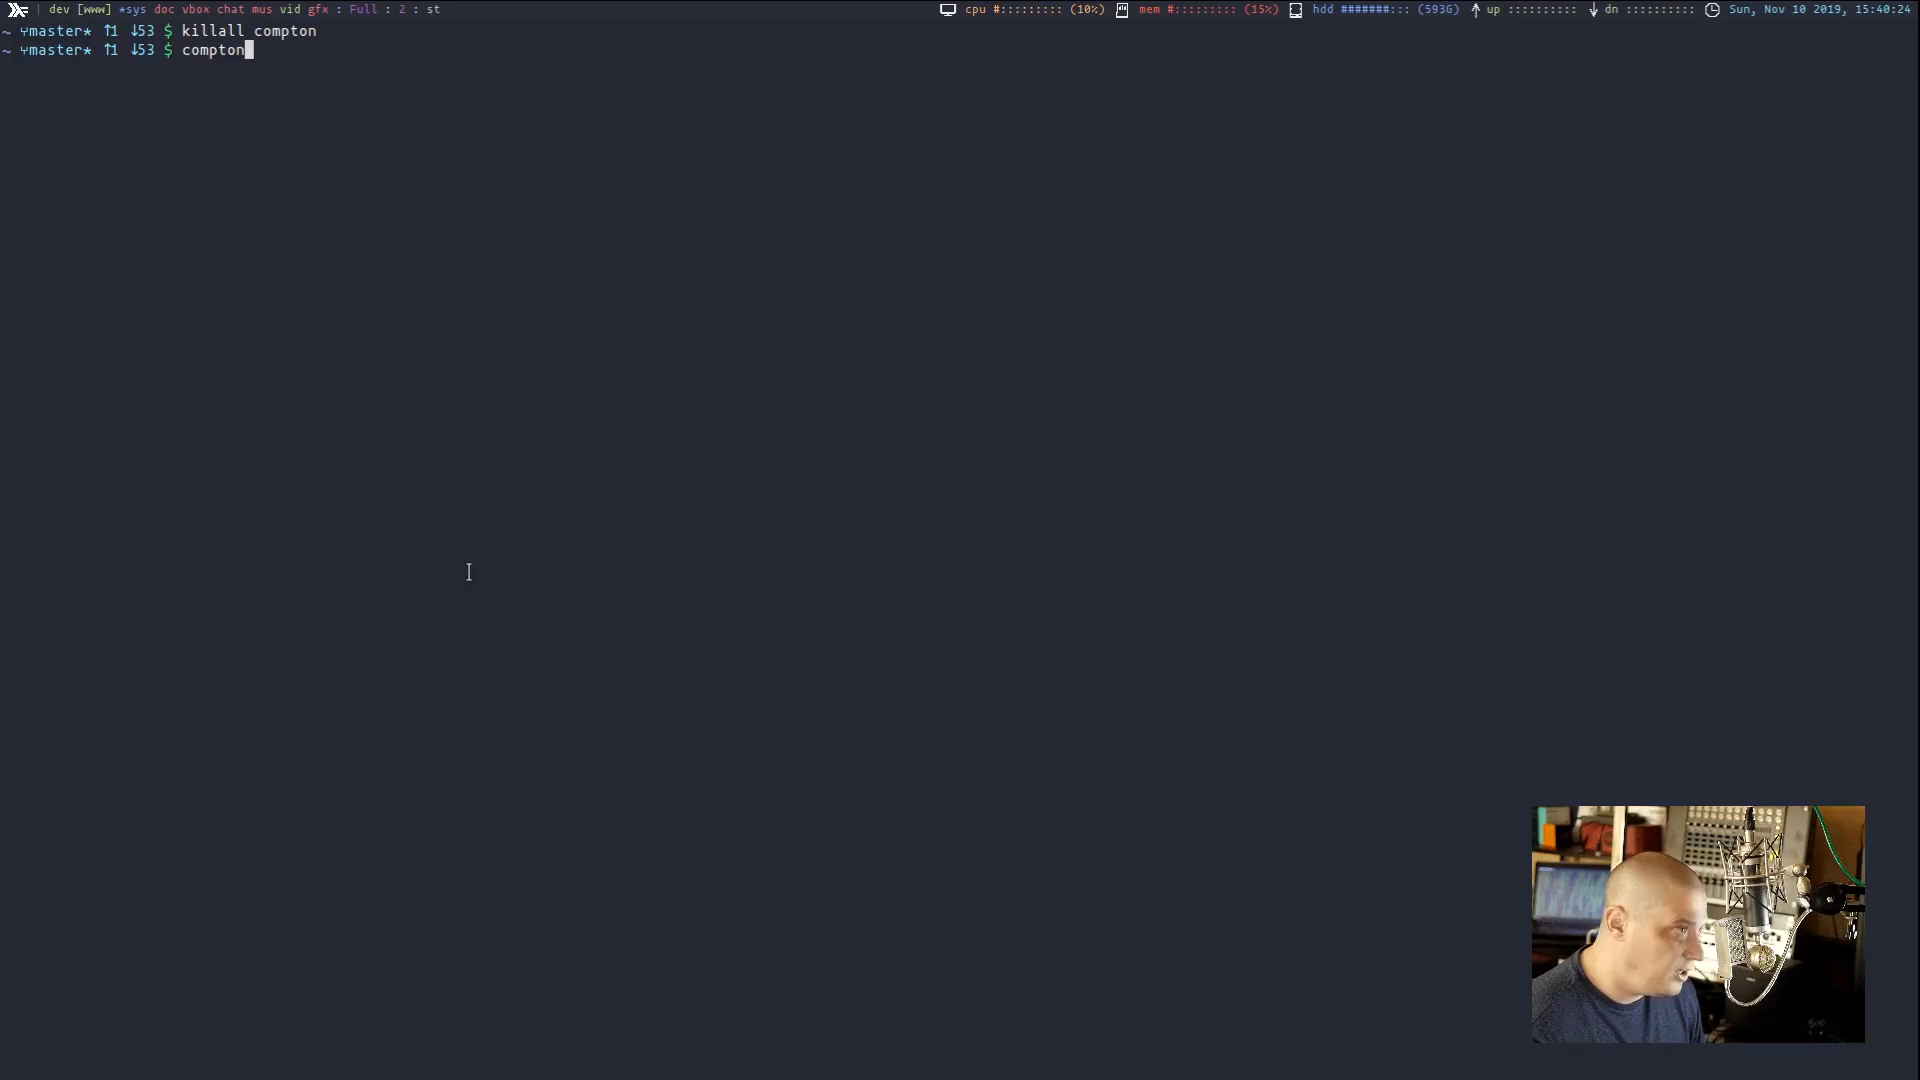 | dev [www] *sys doc vbox chat mus vid gfx : Full : 2 : st cpu #::::::::: (10%) mem #::::::::: (15%) hdd #######::: (593G) up :::::::::: dn :::::::::: Sun, Nov 10 2019, 15:40:24
~ master* ↑1 ↓53 $ killall compton
~ master* ↑1 ↓53 $ compton